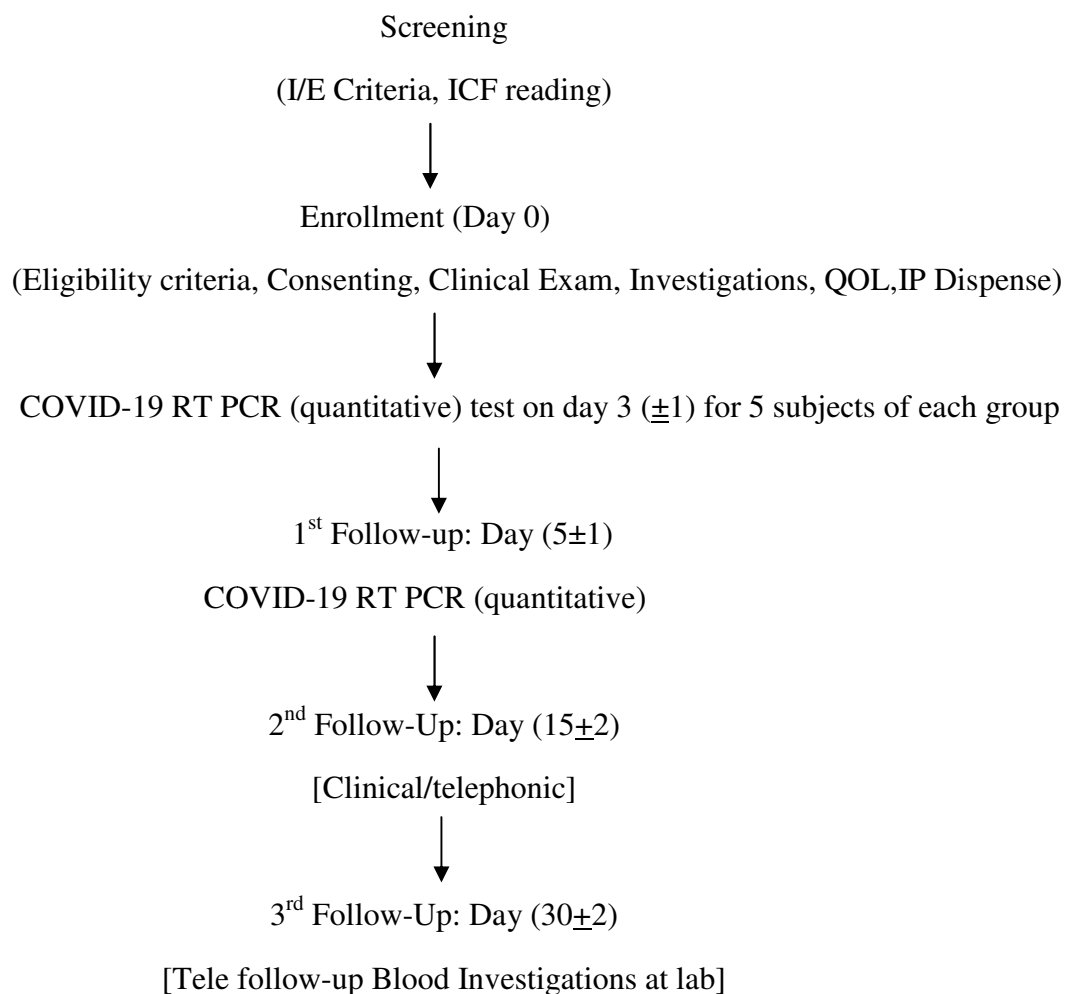 Screening
(I/E Criteria, ICF reading)
Enrollment (Day 0)
(Eligibility criteria, Consenting, Clinical Exam, Investigations, QOL,IP Dispense)
COVID-19 RT PCR (quantitative) test on day 3 (±1) for 5 subjects of each group
1st Follow-up: Day (5±1)
COVID-19 RT PCR (quantitative)
2nd Follow-Up: Day (15±2)
[Clinical/telephonic]
3rd Follow-Up: Day (30±2)
[Tele follow-up Blood Investigations at lab]